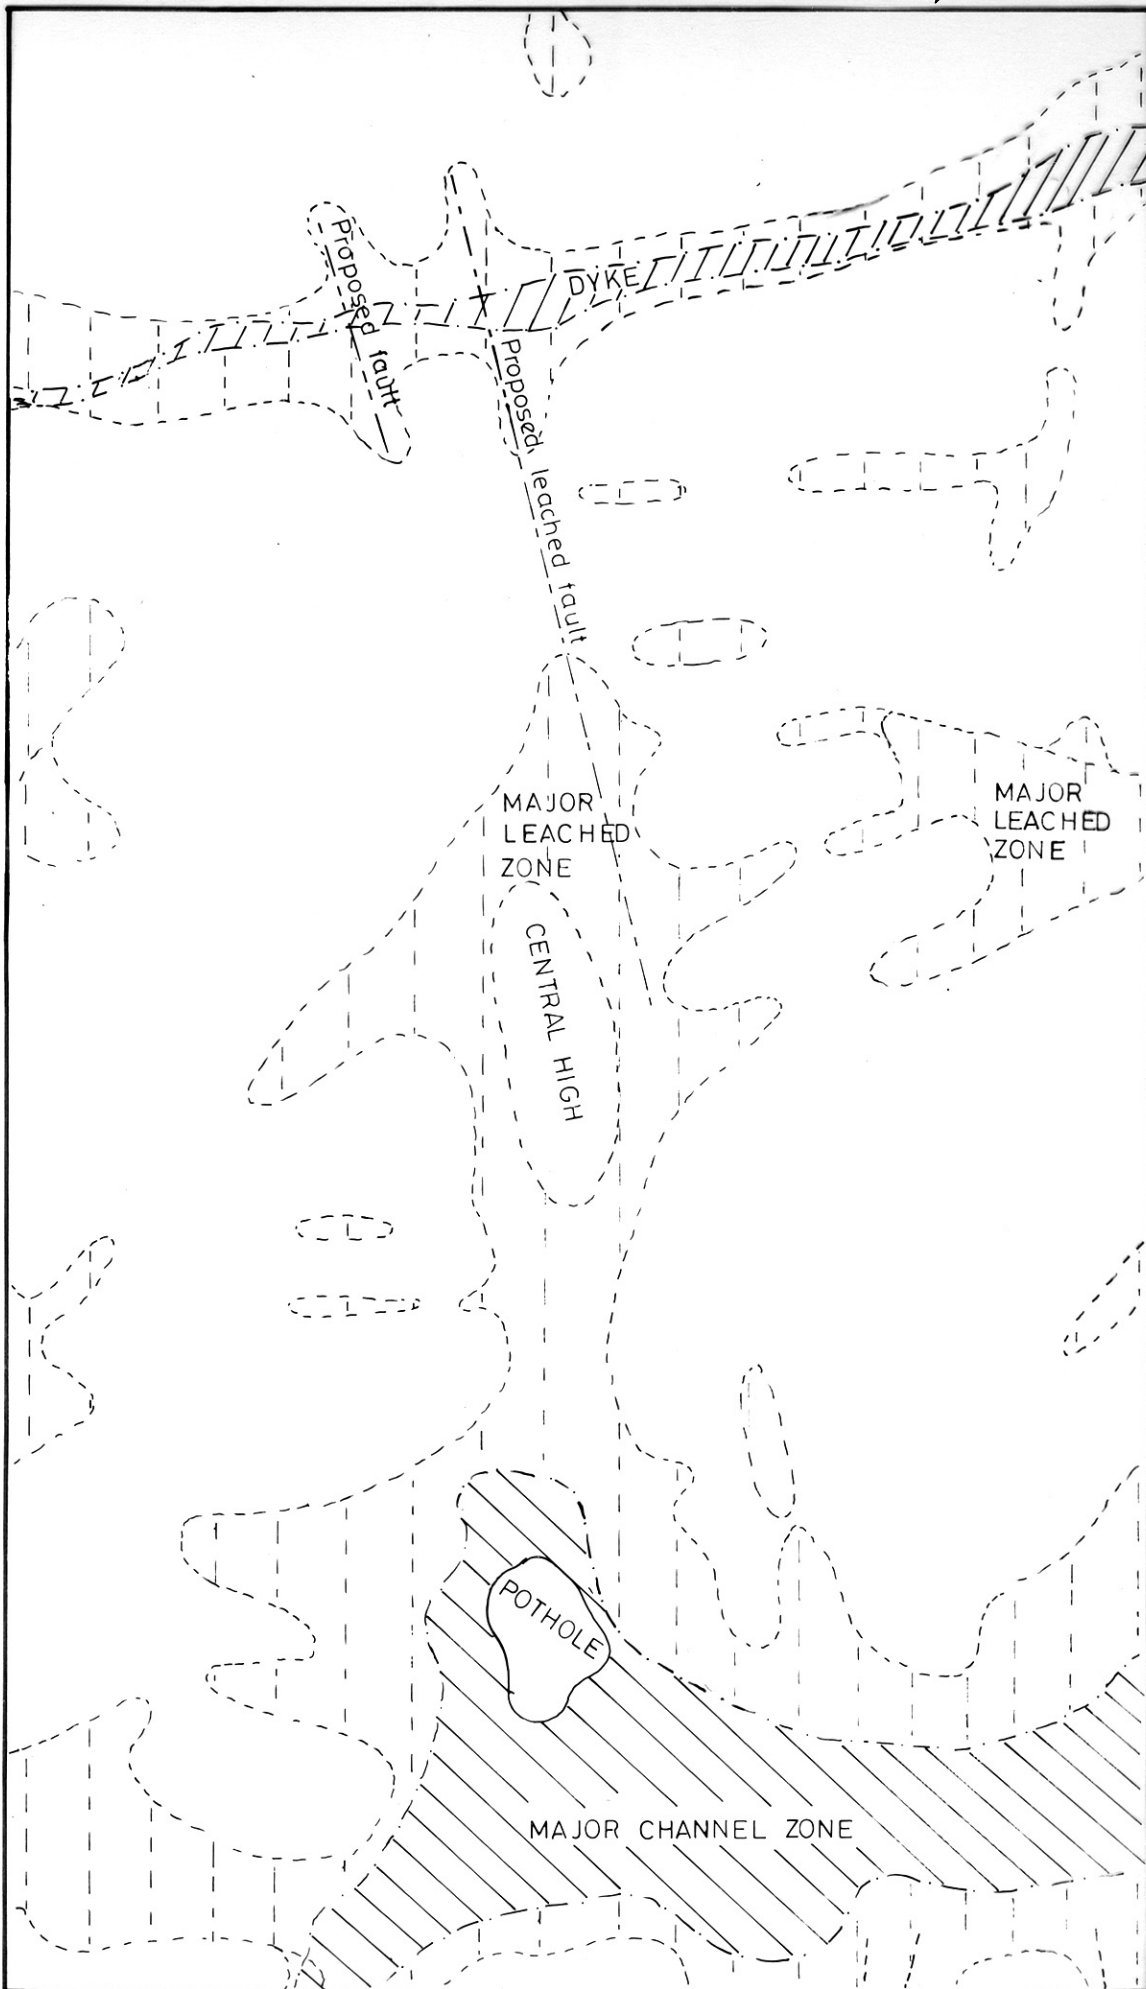 Proposed fault
DYKE
Proposed leached fault
MAJOR
LEACHED
ZONE
MAJOR
LEACHED
ZONE
CENTRAL HIGH
POTHOLE
MAJOR CHANNEL ZONE